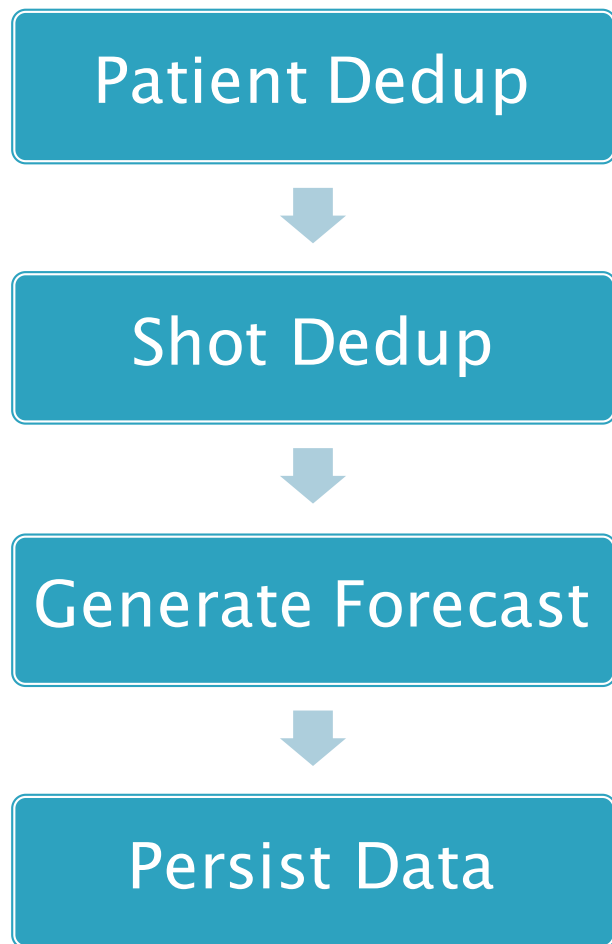 Patient Dedup
Shot Dedup
Generate Forecast
Persist Data